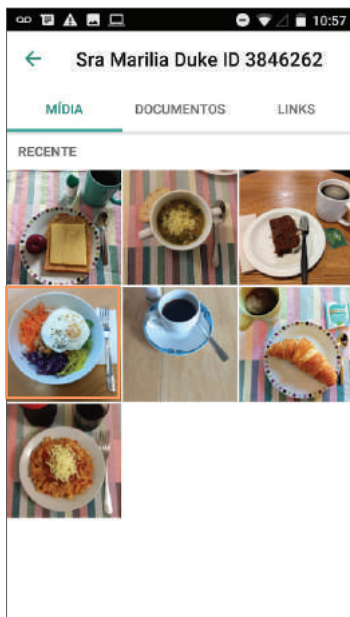 10:57
Sra Marilia Duke ID 3846262
MÍDIA DOCUMENTOS LINKS
RECENTE